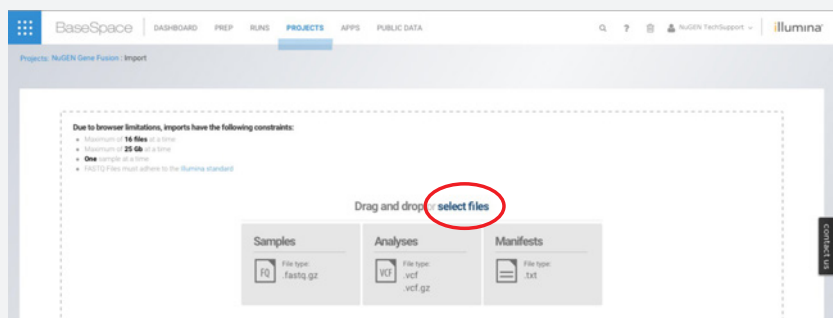 BaseSpace DASHBOARD PREP RUNS PROJECTS APPS PUBLIC DATA ? NuGEN TechSupport illumina
Projects: NuGEN Gene Fusion : Import
Due to browser limitations, imports have the following constraints:
Maximum of 16 files at a time
Maximum of 25 Gb at a time
One sample at a time
FASTQ Files must adhere to the Illumina standard
Drag and drop or select files
Samples Analyses Manifests
FQ File type: VCF File type: File type:
.fastq.gz .vcf .txt
.vcf.gz
contact us